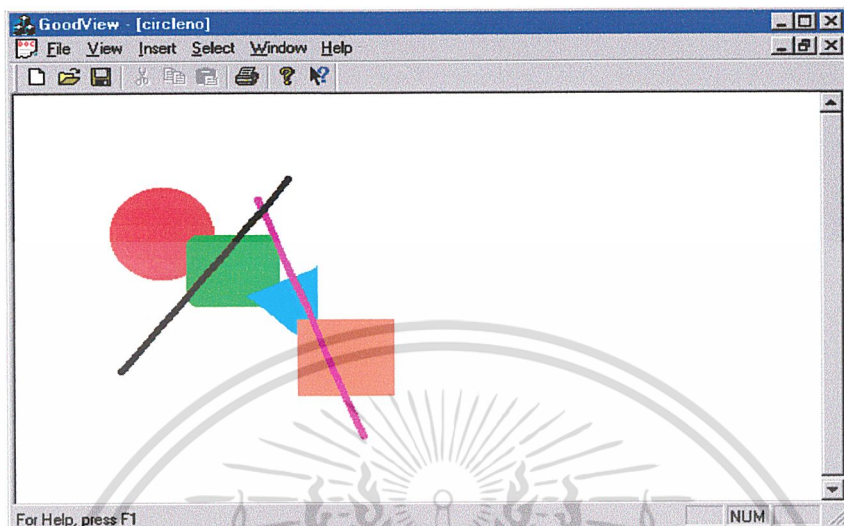 GoodView - [circleno]
File View Insert Select Window Help
For Help, press F1 NUM